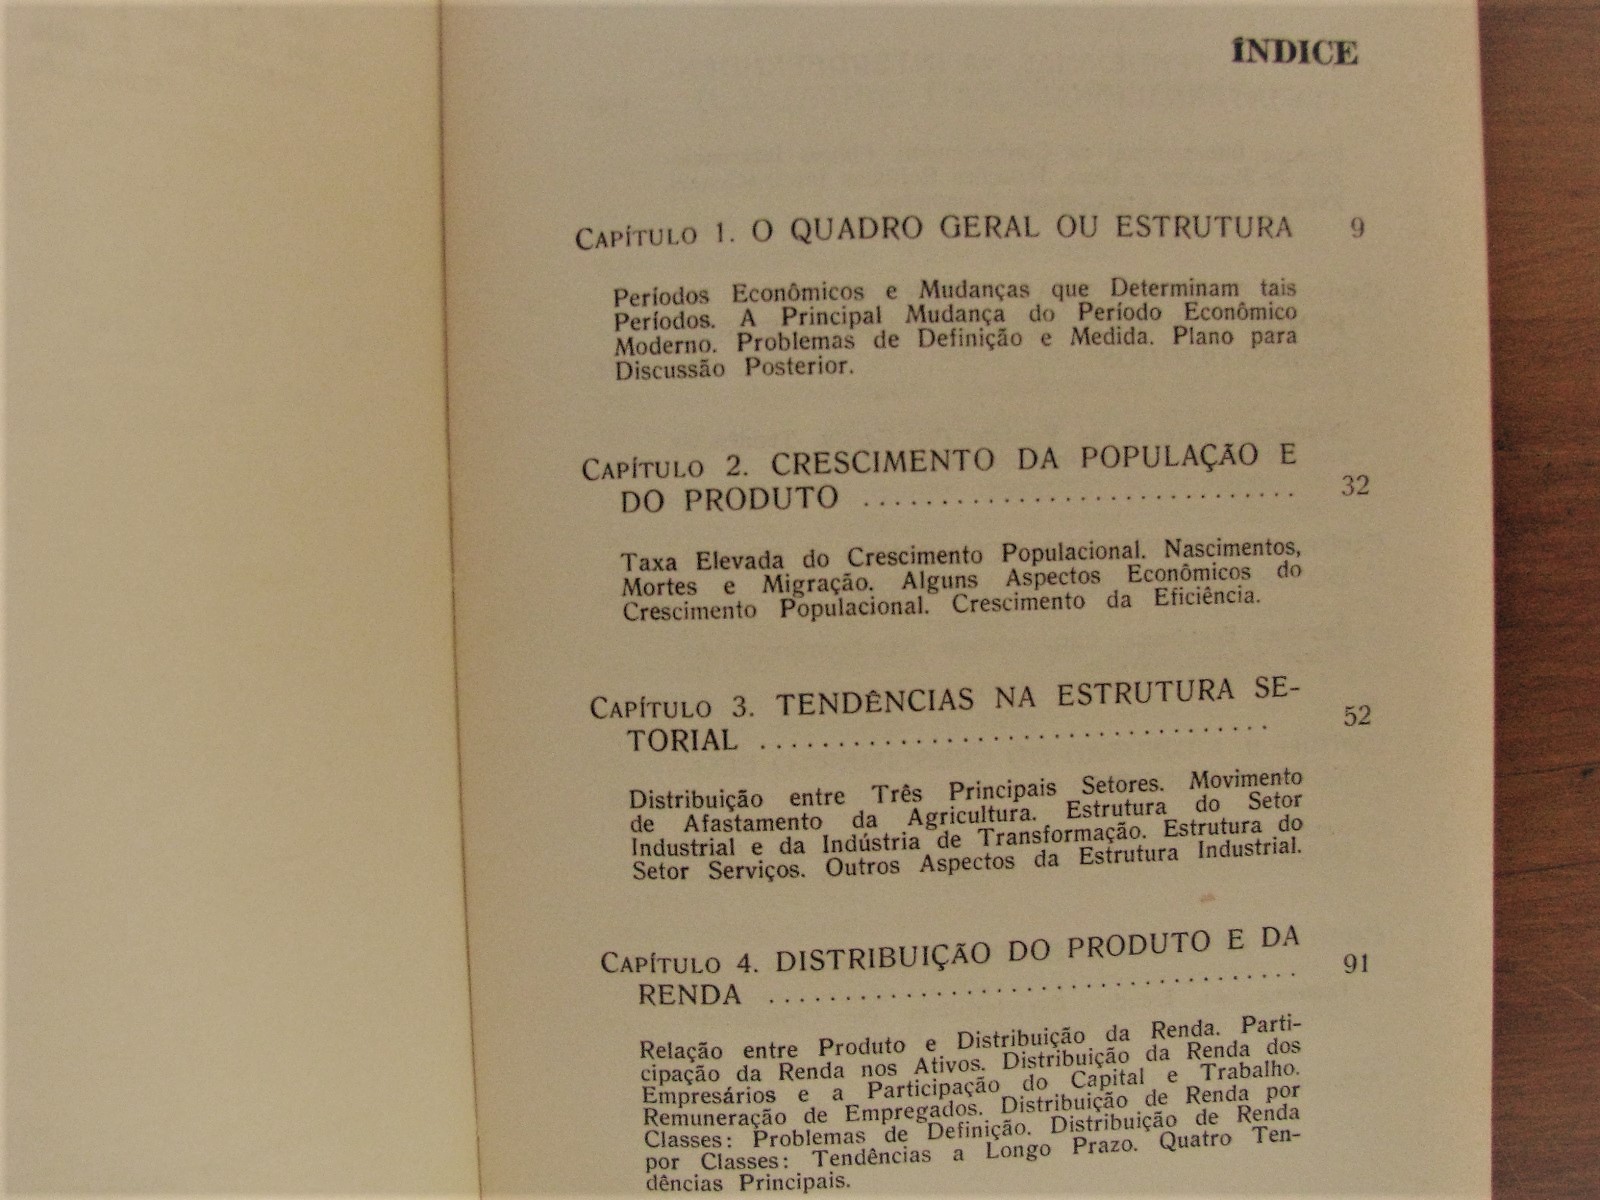 ÍNDICE
CAPÍTULO 1. O QUADRO GERAL OU ESTRUTURA 9
Períodos Econômicos e Mudanças que Determinam tais
Períodos. A Principal Mudança do Período Econômico
Moderno. Problemas de Definição e Medida. Plano para
Discussão Posterior.
CAPÍTULO 2. CRESCIMENTO DA POPULAÇÃO E
DO PRODUTO ............................. 32
Taxa Elevada do Crescimento Populacional. Nascimentos,
Mortes e Migração. Alguns Aspectos Econômicos do
Crescimento Populacional. Crescimento da Eficiência.
CAPÍTULO 3. TENDÊNCIAS NA ESTRUTURA SE-
TORIAL .................................. 52
Distribuição entre Três Principais Setores. Movimento
de Afastamento da Agricultura. Estrutura do Setor
Industrial e da Indústria de Transformação. Estrutura do
Setor Serviços. Outros Aspectos da Estrutura Industrial.
CAPÍTULO 4. DISTRIBUIÇÃO DO PRODUTO E DA
RENDA ................................... 91
Relação entre Produto e Distribuição da Renda. Parti-
cipação da Renda nos Ativos. Distribuição da Renda dos
Empresários e a Participação do Capital e Trabalho.
Remuneração de Empregados. Distribuição de Renda por
Classes: Problemas de Definição. Distribuição de Renda
por Classes: Tendências a Longo Prazo. Quatro Ten-
dências Principais.